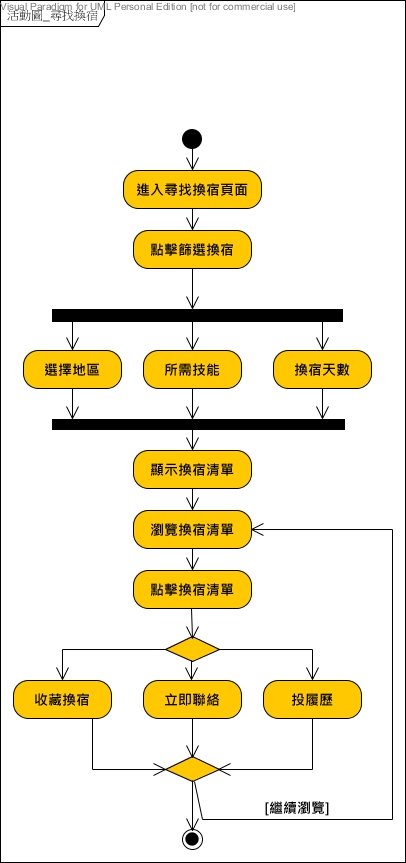 Visual Paradigm for UML Personal Edition [not for commercial use]
活動圖_尋找換宿
進入尋找換宿頁面
點擊篩選換宿
選擇地區
所需技能
換宿天數
顯示換宿清單
瀏覽換宿清單
點擊換宿清單
收藏換宿
立即聯絡
投履歷
[繼續瀏覽]